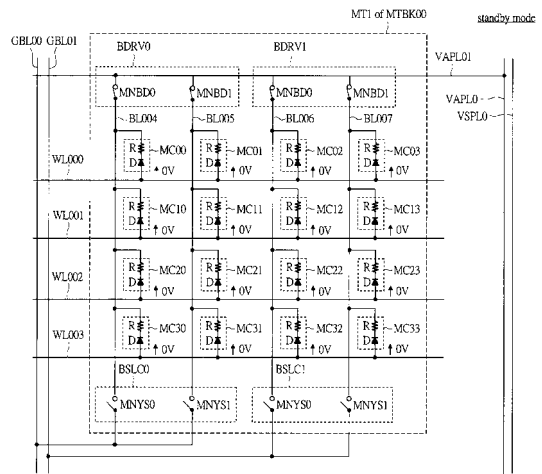 GBL00 GBL01
MT1 of MTBK00
standby mode
BDRV0 BDRV1
VAPL01
MNBD0 MNBD1 MNBD0 MNBD1
VAPL0
VSPL0
BL004 BL005 BL006 BL007
WL000
R MC00 R MC01 R MC02 R MC03
D 0V D 0V D 0V D 0V
WL001
R MC10 R MC11 R MC12 R MC13
D 0V D 0V D 0V D 0V
WL002
R MC20 R MC21 R MC22 R MC23
D 0V D 0V D 0V D 0V
WL003
R MC30 R MC31 R MC32 R MC33
D 0V D 0V D 0V D 0V
BSLC0 BSLC1
MNYS0 MNYS1 MNYS0 MNYS1